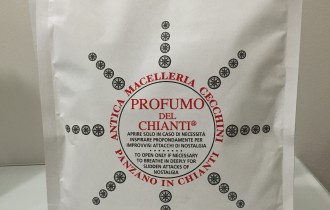 ANTICA MACELLERIA CECCHINI
PROFUMO
DEL
CHIANTI®
APRIRE SOLO IN CASO DI NECESSITÀ
INSPIRARE PROFONDAMENTE PER
IMPROVVISI ATTACCHI DI NOSTALGIA
TO OPEN ONLY IF NECESSARY
TO BREATHE IN DEEPLY FOR
SUDDEN ATTACKS OF
NOSTALGIA
PANZANO IN CHIANTI